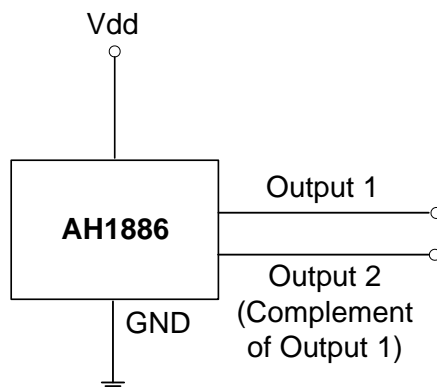 Vdd
AH1886
Output 1
Output 2
(Complement
of Output 1)
GND